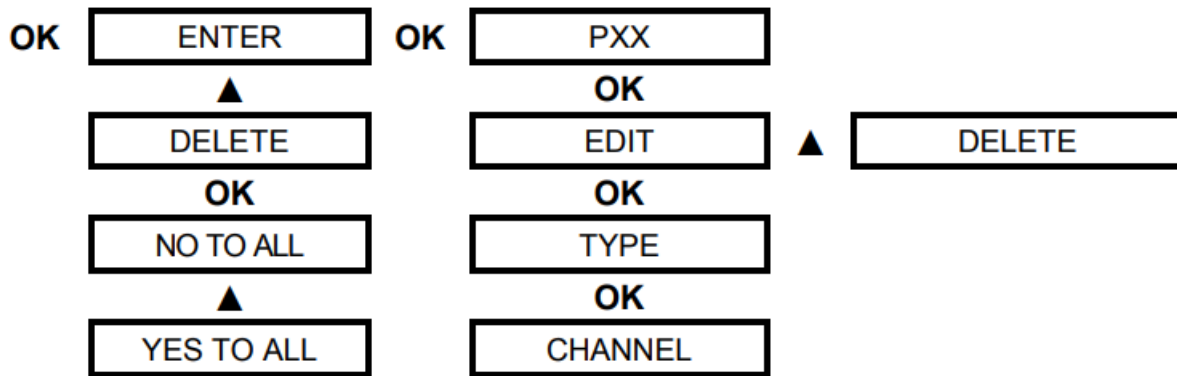 OK ENTER OK PXX
▲ OK
DELETE EDIT ▲ DELETE
OK OK
NO TO ALL TYPE
▲ OK
YES TO ALL CHANNEL